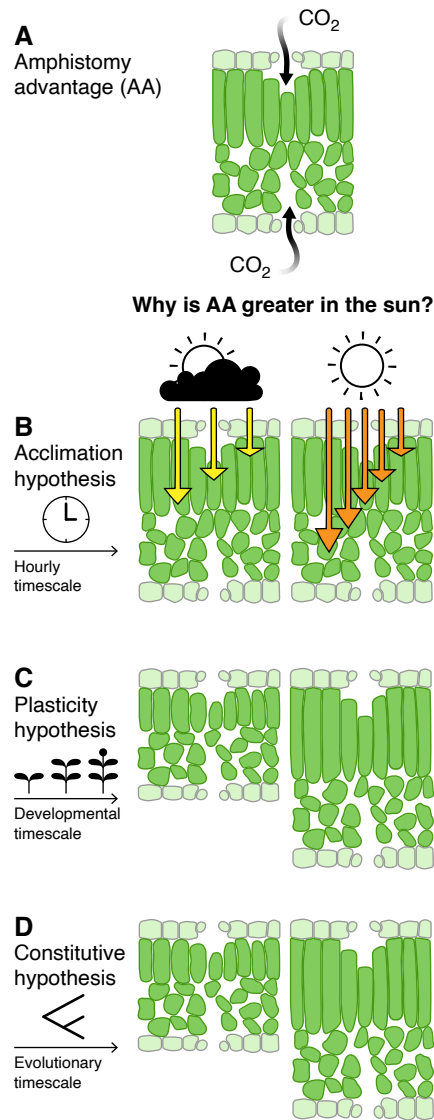 A
Amphistomy
advantage (AA)
CO2
CO2
Why is AA greater in the sun?
B
Acclimation
hypothesis
Hourly
timescale
C
Plasticity
hypothesis
Developmental
timescale
D
Constitutive
hypothesis
Evolutionary
timescale